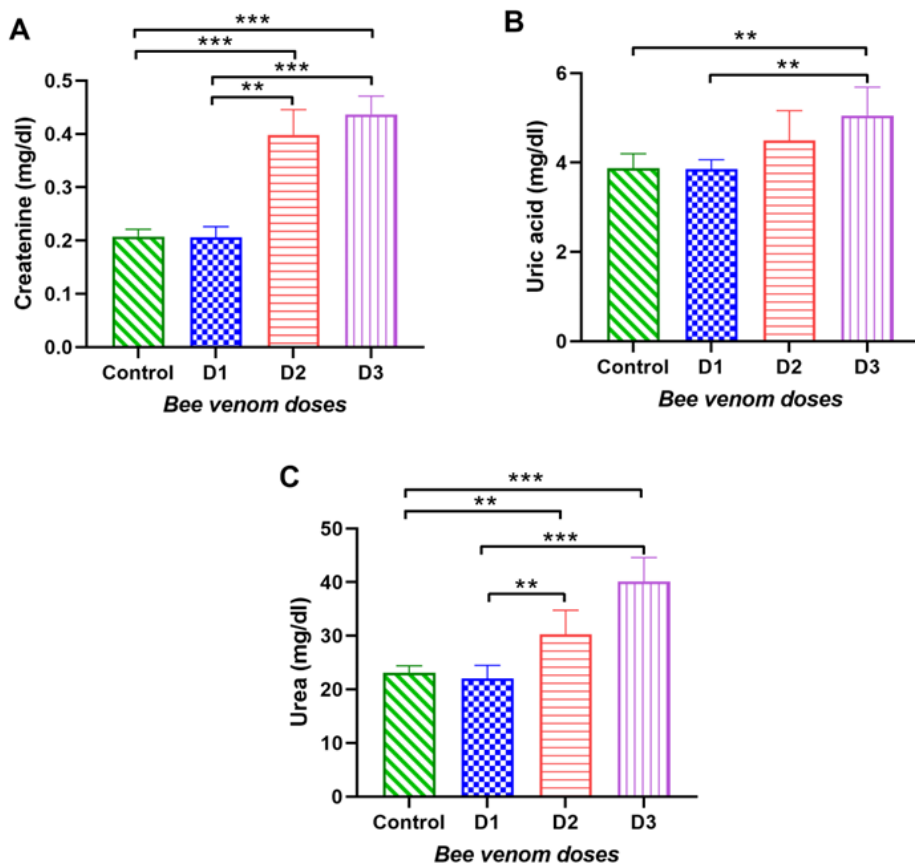 A
***
***
***
**
Createnine (mg/dl)
0.5
0.4
0.3
0.2
0.1
0.0
Control D1 D2 D3
Bee venom doses
B
**
**
Uric acid (mg/dl)
6
4
2
0
Control D1 D2 D3
Bee venom doses
C
***
**
***
**
Urea (mg/dl)
50
40
30
20
10
0
Control D1 D2 D3
Bee venom doses